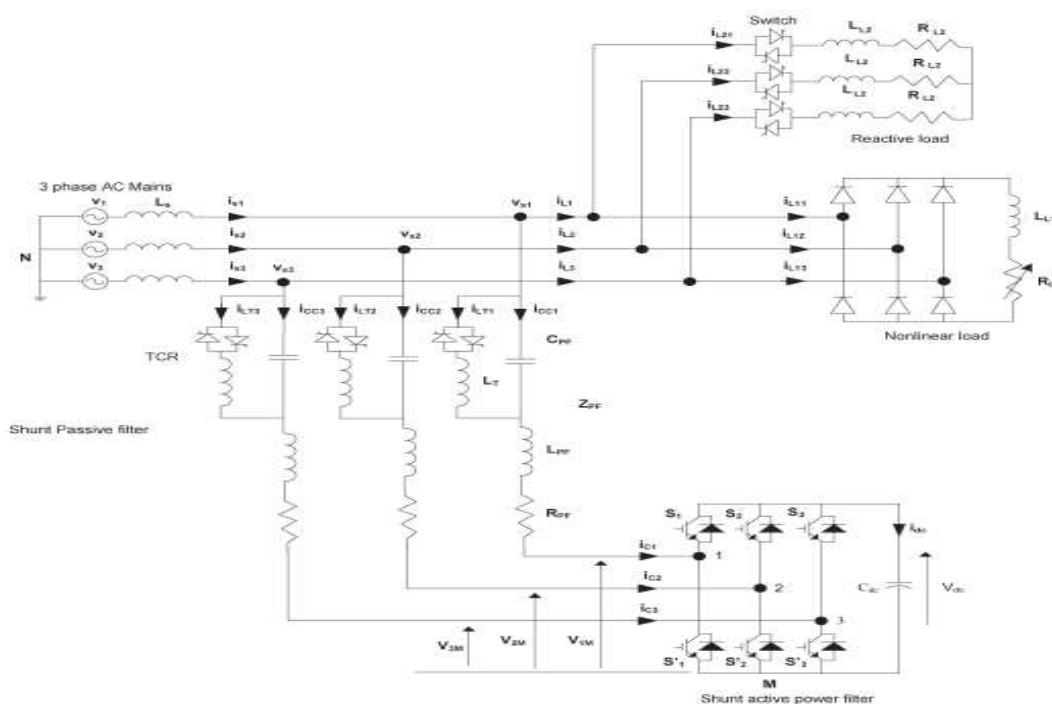 Switch
iL21 LL2 RL2
iL22 LL2 RL2
iL23 LL2 RL2
Reactive load
3 phase AC Mains
v1 Ls is1 vs1 iL1 iL11
v2 is2 vs2 iL2 iL12
N
v3 is3 vs3 iL3 iL13
LL1
Nonlinear load
iLT3 iCC3 iLT2 iCC2 iLT1 iCC1
TCR CPF
LT
ZPF
Shunt Passive filter
LPF
RPF
S1 S2 S3 idc
iC1 1
iC2 2
Cdc Vdc
iC3 3
V3M V2M V1M
S'1 S'2 S'3
M
Shunt active power filter